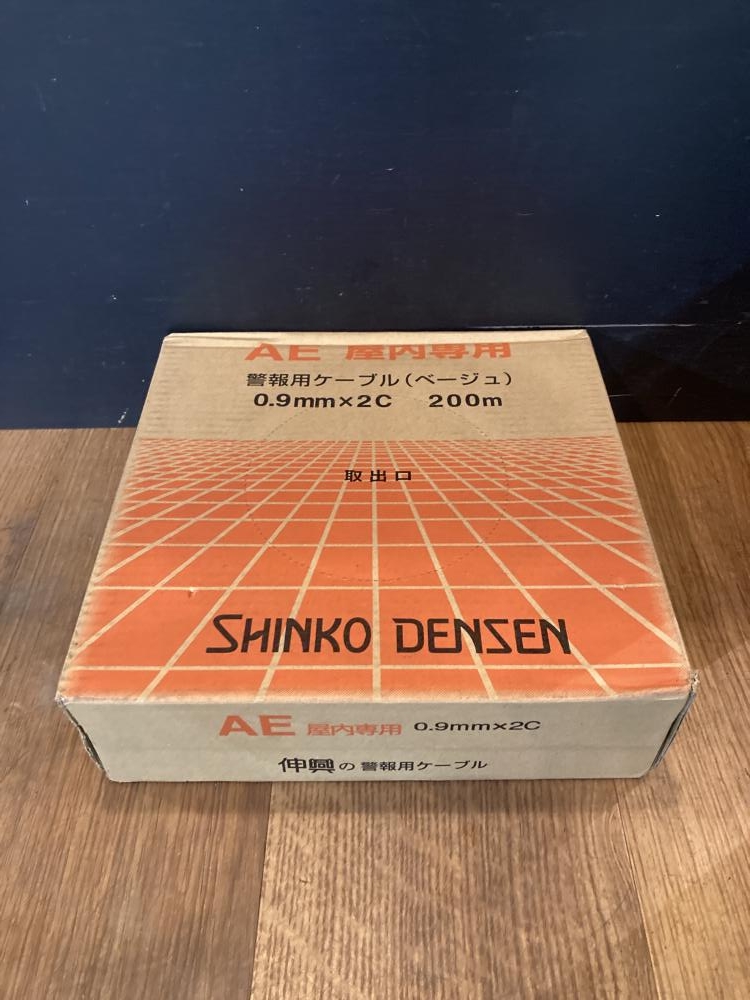 AE 屋内専用
警報用ケーブル(ベージュ)
0.9mm×2C 200m
取出口
SHINKO DENSEN
AE 屋内専用 0.9mm×2C
伸興の警報用ケーブル